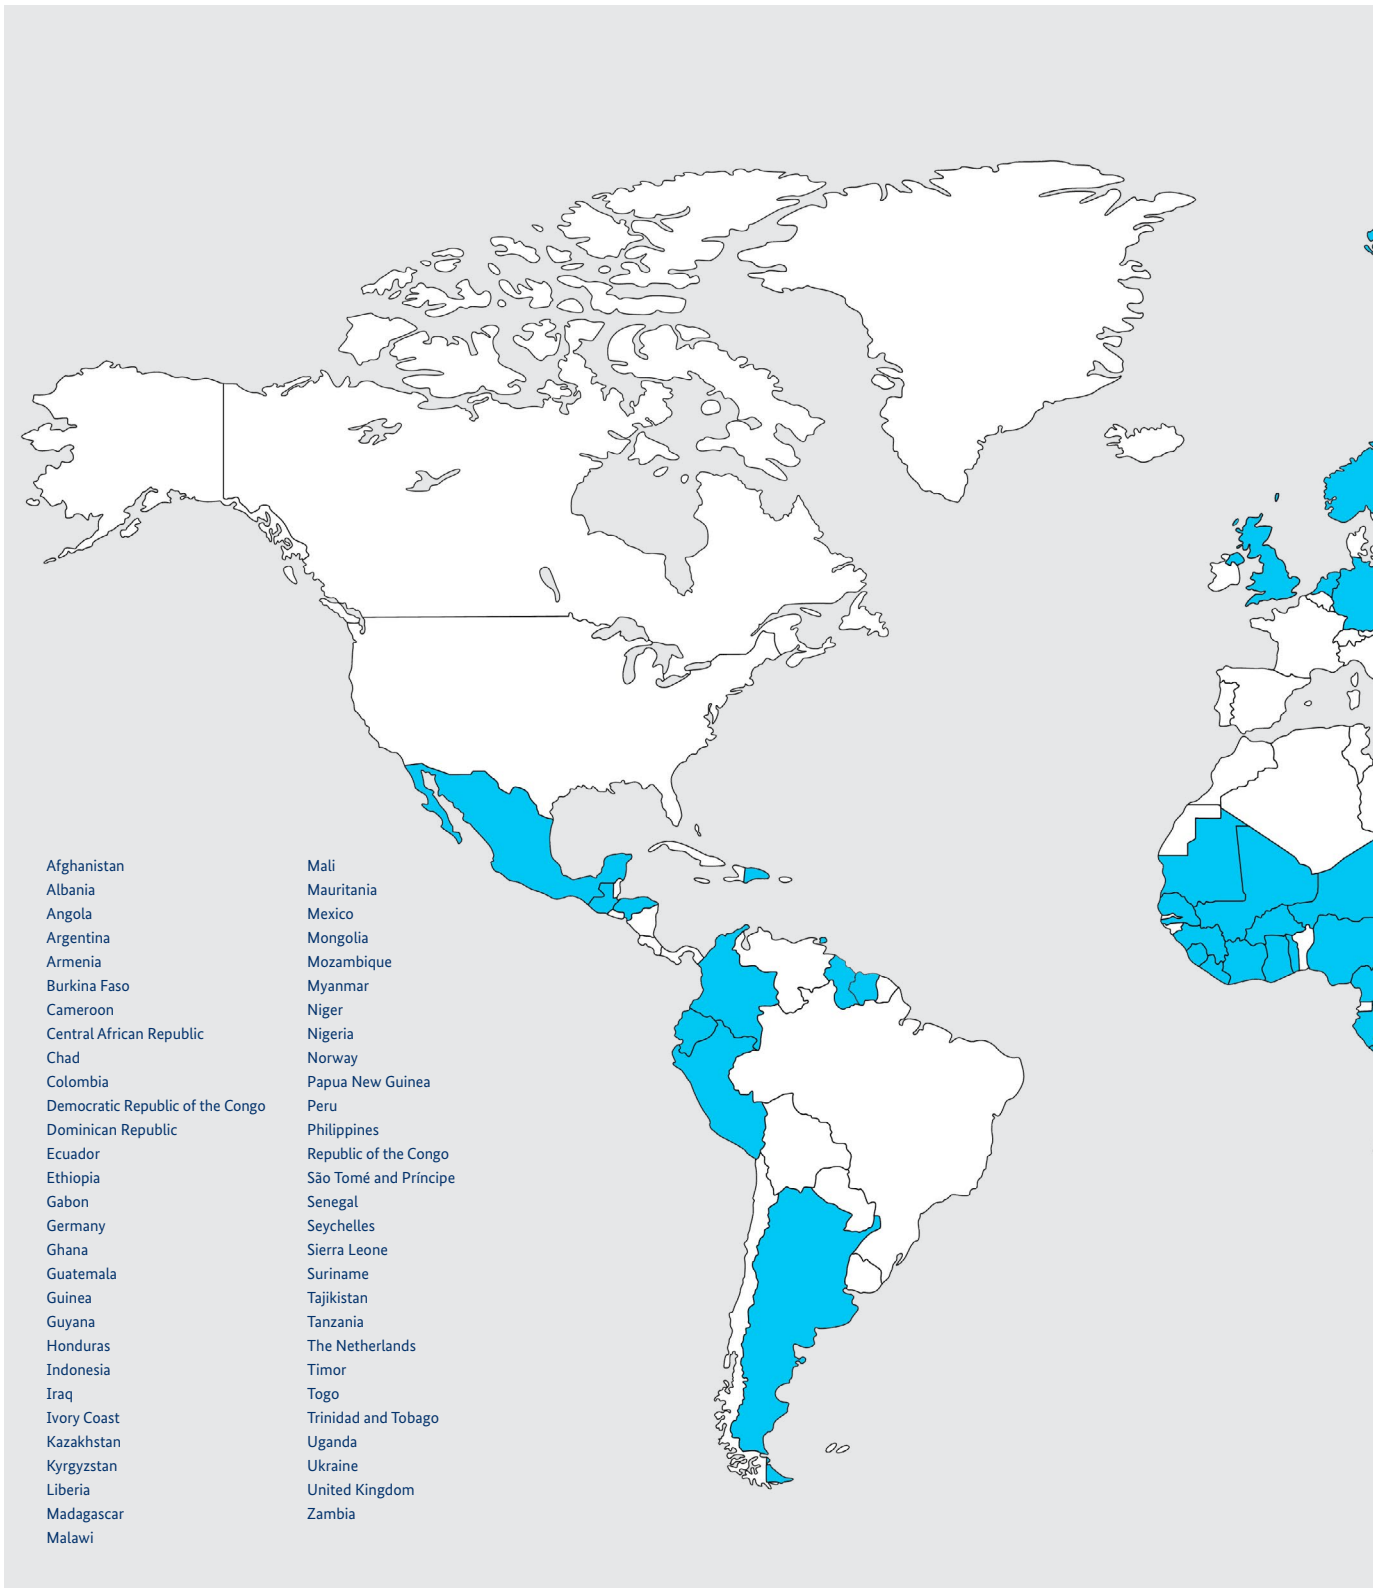 Afghanistan
Albania
Angola
Argentina
Armenia
Burkina Faso
Cameroon
Central African Republic
Chad
Colombia
Democratic Republic of the Congo
Dominican Republic
Ecuador
Ethiopia
Gabon
Germany
Ghana
Guatemala
Guinea
Guyana
Honduras
Indonesia
Iraq
Ivory Coast
Kazakhstan
Kyrgyzstan
Liberia
Madagascar
Malawi
Mali
Mauritania
Mexico
Mongolia
Mozambique
Myanmar
Niger
Nigeria
Norway
Papua New Guinea
Peru
Philippines
Republic of the Congo
São Tomé and Príncipe
Senegal
Seychelles
Sierra Leone
Suriname
Tajikistan
Tanzania
The Netherlands
Timor
Togo
Trinidad and Tobago
Uganda
Ukraine
United Kingdom
Zambia